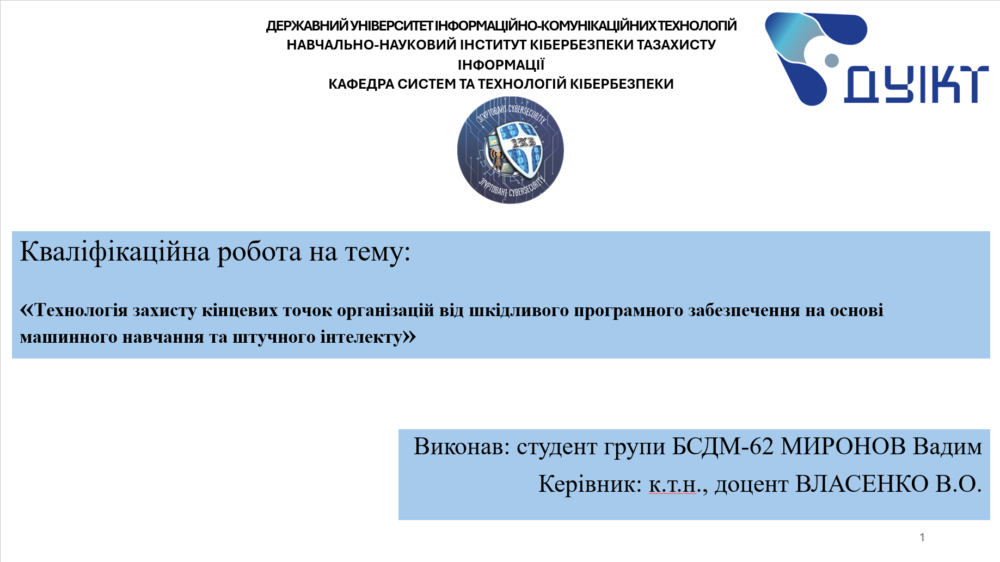 ДЕРЖАВНИЙ УНІВЕРСИТЕТ ІНФОРМАЦІЙНО-КОМУНІКАЦІЙНИХ ТЕХНОЛОГІЙ
НАВЧАЛЬНО-НАУКОВИЙ ІНСТИТУТ КІБЕРБЕЗПЕКИ ТАЗАХИСТУ
ІНФОРМАЦІЇ
КАФЕДРА СИСТЕМ ТА ТЕХНОЛОГІЙ КІБЕРБЕЗПЕКИ
ДУІКТ
ЗГУРТОВАНІ CYBERSECURITY
ЗГУРТОВАНІ CYBERSECURITY
Кваліфікаційна робота на тему:
«Технологія захисту кінцевих точок організацій від шкідливого програмного забезпечення на основі
машинного навчання та штучного інтелекту»
Виконав: студент групи БСДМ-62 МИРОНОВ Вадим
Керівник: к.т.н., доцент ВЛАСЕНКО В.О.
1